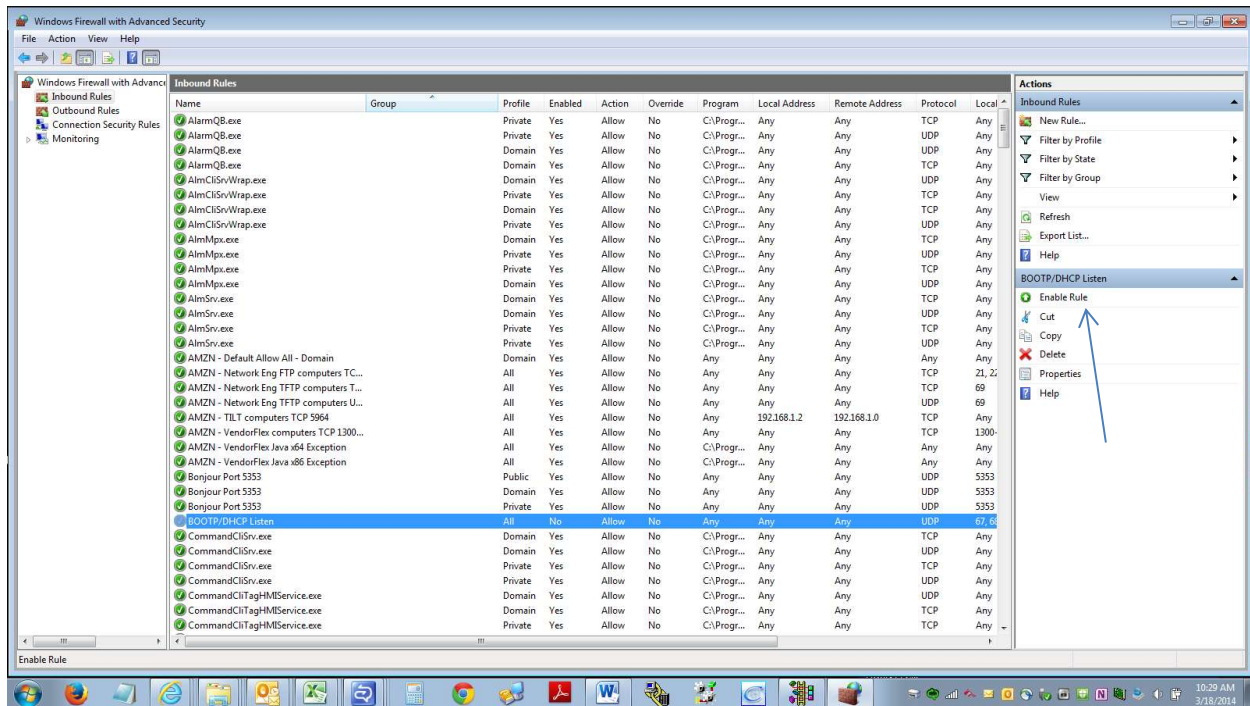 Windows Firewall with Advanced Security
File Action View Help
Windows Firewall with Advance
Inbound Rules
Outbound Rules
Connection Security Rules
Monitoring
Inbound Rules
Name Group Profile Enabled Action Override Program Local Address Remote Address Protocol Local
AlarmQB.exe Private Yes Allow No C:\Progr... Any Any TCP Any
AlarmQB.exe Private Yes Allow No C:\Progr... Any Any UDP Any
AlarmQB.exe Domain Yes Allow No C:\Progr... Any Any UDP Any
AlarmQB.exe Domain Yes Allow No C:\Progr... Any Any TCP Any
AlmCliSrvWrap.exe Domain Yes Allow No C:\Progr... Any Any UDP Any
AlmCliSrvWrap.exe Private Yes Allow No C:\Progr... Any Any TCP Any
AlmCliSrvWrap.exe Domain Yes Allow No C:\Progr... Any Any TCP Any
AlmCliSrvWrap.exe Private Yes Allow No C:\Progr... Any Any UDP Any
AlmMpx.exe Domain Yes Allow No C:\Progr... Any Any TCP Any
AlmMpx.exe Private Yes Allow No C:\Progr... Any Any UDP Any
AlmMpx.exe Private Yes Allow No C:\Progr... Any Any TCP Any
AlmMpx.exe Domain Yes Allow No C:\Progr... Any Any UDP Any
AlmSrv.exe Domain Yes Allow No C:\Progr... Any Any TCP Any
AlmSrv.exe Domain Yes Allow No C:\Progr... Any Any UDP Any
AlmSrv.exe Private Yes Allow No C:\Progr... Any Any TCP Any
AlmSrv.exe Private Yes Allow No C:\Progr... Any Any UDP Any
AMZN - Default Allow All - Domain Domain Yes Allow No Any Any Any Any Any
AMZN - Network Eng FTP computers TC... All Yes Allow No Any Any Any TCP 21, 22
AMZN - Network Eng TFTP computers T... All Yes Allow No Any Any Any TCP 69
AMZN - Network Eng TFTP computers U... All Yes Allow No Any Any Any UDP 69
AMZN - TILT computers TCP 5964 All Yes Allow No Any 192.168.1.2 192.168.1.0 TCP Any
AMZN - VendorFlex computers TCP 1300... All Yes Allow No Any Any Any TCP 1300-
AMZN - VendorFlex Java x64 Exception All Yes Allow No C:\Progr... Any Any Any Any
AMZN - VendorFlex Java x86 Exception All Yes Allow No C:\Progr... Any Any Any Any
Bonjour Port 5353 Public Yes Allow No Any Any Any UDP 5353
Bonjour Port 5353 Domain Yes Allow No Any Any Any UDP 5353
Bonjour Port 5353 Private Yes Allow No Any Any Any UDP 5353
BOOTP/DHCP Listen All No Allow No Any Any Any UDP 67, 68
CommandCliSrv.exe Domain Yes Allow No C:\Progr... Any Any TCP Any
CommandCliSrv.exe Domain Yes Allow No C:\Progr... Any Any UDP Any
CommandCliSrv.exe Private Yes Allow No C:\Progr... Any Any TCP Any
CommandCliSrv.exe Private Yes Allow No C:\Progr... Any Any UDP Any
CommandCliTagHMIService.exe Domain Yes Allow No C:\Progr... Any Any UDP Any
CommandCliTagHMIService.exe Domain Yes Allow No C:\Progr... Any Any TCP Any
CommandCliTagHMIService.exe Private Yes Allow No C:\Progr... Any Any TCP Any
Actions
Inbound Rules
New Rule...
Filter by Profile
Filter by State
Filter by Group
View
Refresh
Export List...
Help
BOOTP/DHCP Listen
Enable Rule
Cut
Copy
Delete
Properties
Help
Enable Rule
10:29 AM
3/18/2014